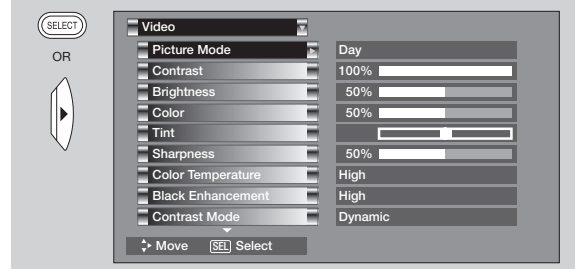 SELECT
OR
Video
Picture Mode Day
Contrast 100%
Brightness 50%
Color 50%
Tint
Sharpness 50%
Color Temperature High
Black Enhancement High
Contrast Mode Dynamic
Move SEL Select